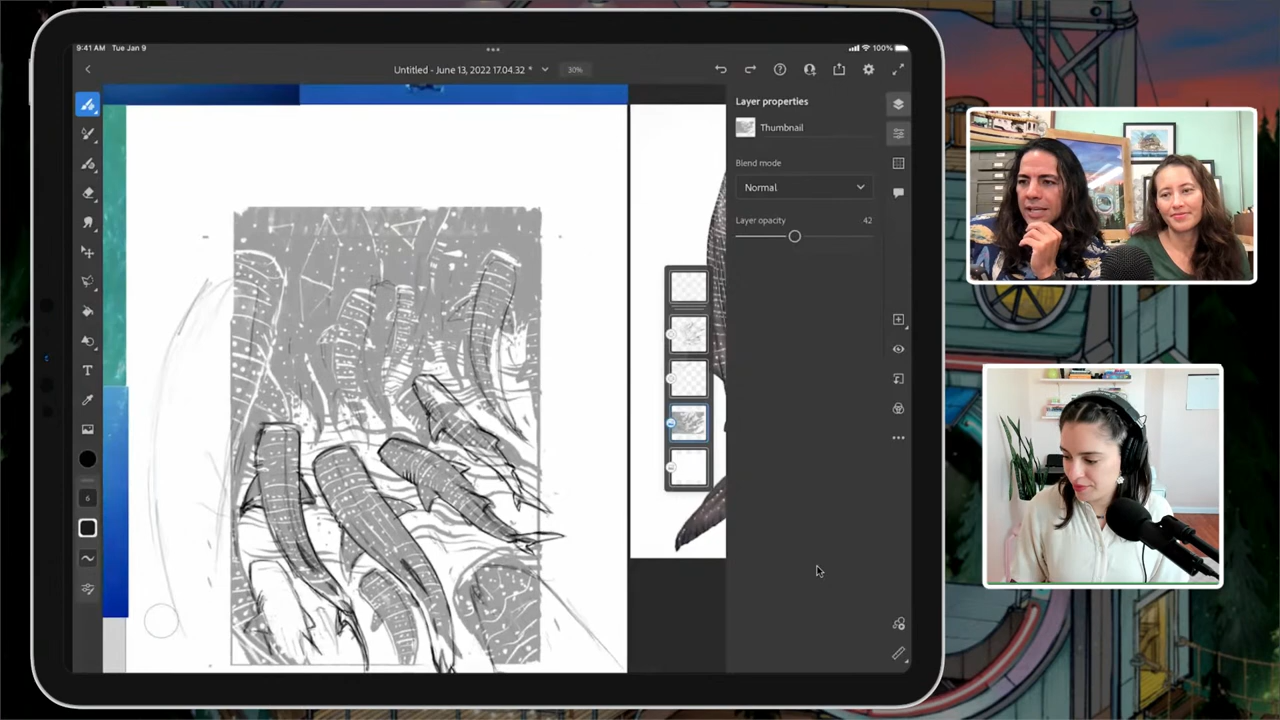 9:41 AM Tue Jan 9
100%
Untitled - June 13, 2022 17.04.32 *
30%
Layer properties
Thumbnail
Blend mode
Normal
Layer opacity
42
T
6